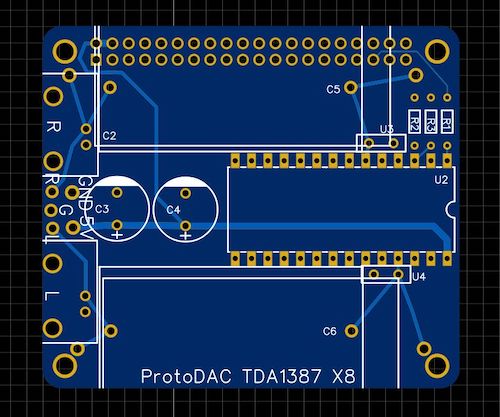 C5
U3
R2
R3
R1
R
C2
U2
R
GND
5V
G
C3
C4
+
+
L
L
U4
C6
ProtoDAC TDA1387 X8